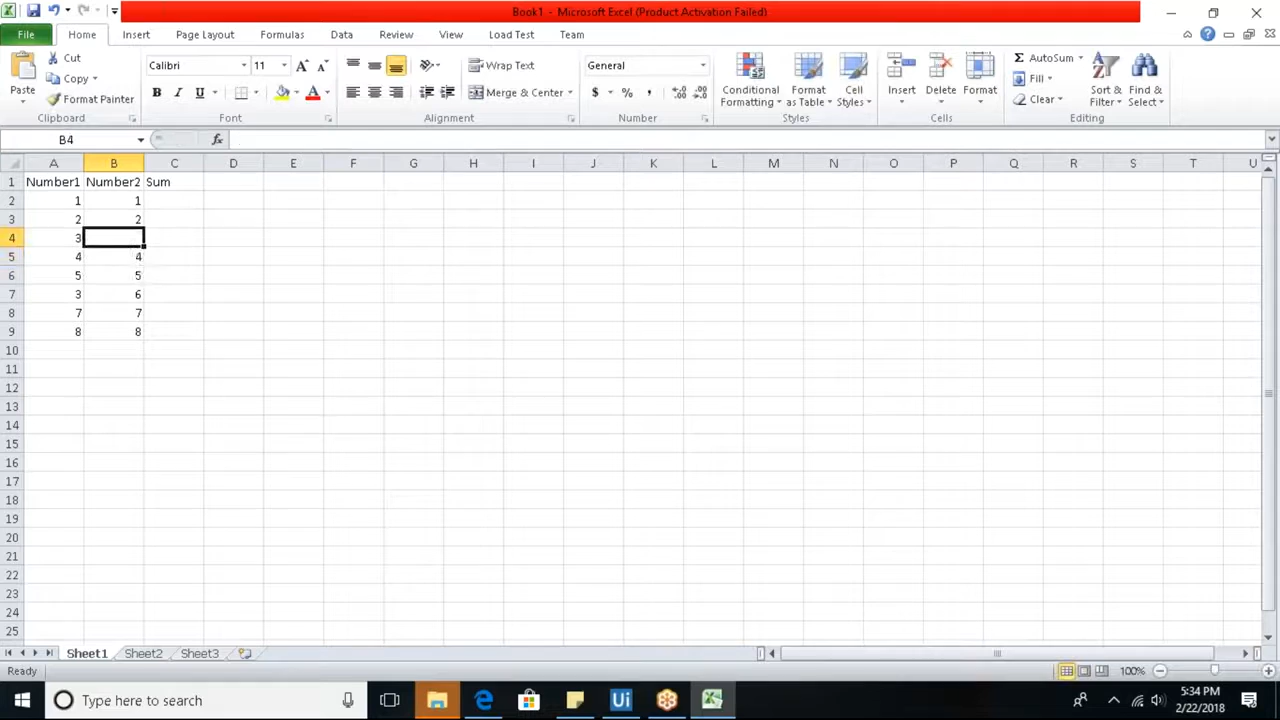 Book1 - Microsoft Excel (Product Activation Failed)
File Home Insert Page Layout Formulas Data Review View Load Test Team
Paste
Cut
Copy
Format Painter
Clipboard
Calibri 11
B I U A
Font
Wrap Text
Merge & Center
Alignment
General
$ % ,
Number
Conditional Formatting
Format as Table
Cell Styles
Styles
Insert Delete Format
Cells
AutoSum
Fill
Clear
Sort & Filter
Find & Select
Editing
B4 fx
A B C D E F G H I J K L M N O P Q R S T U
1 Number1 Number2 Sum
2 1 1
3 2 2
4 3
5 4 4
6 5 5
7 3 6
8 7 7
9 8 8
10
11
12
13
14
15
16
17
18
19
20
21
22
23
24
25
Sheet1 Sheet2 Sheet3
Ready 100%
Type here to search
Ui
5:34 PM
2/22/2018